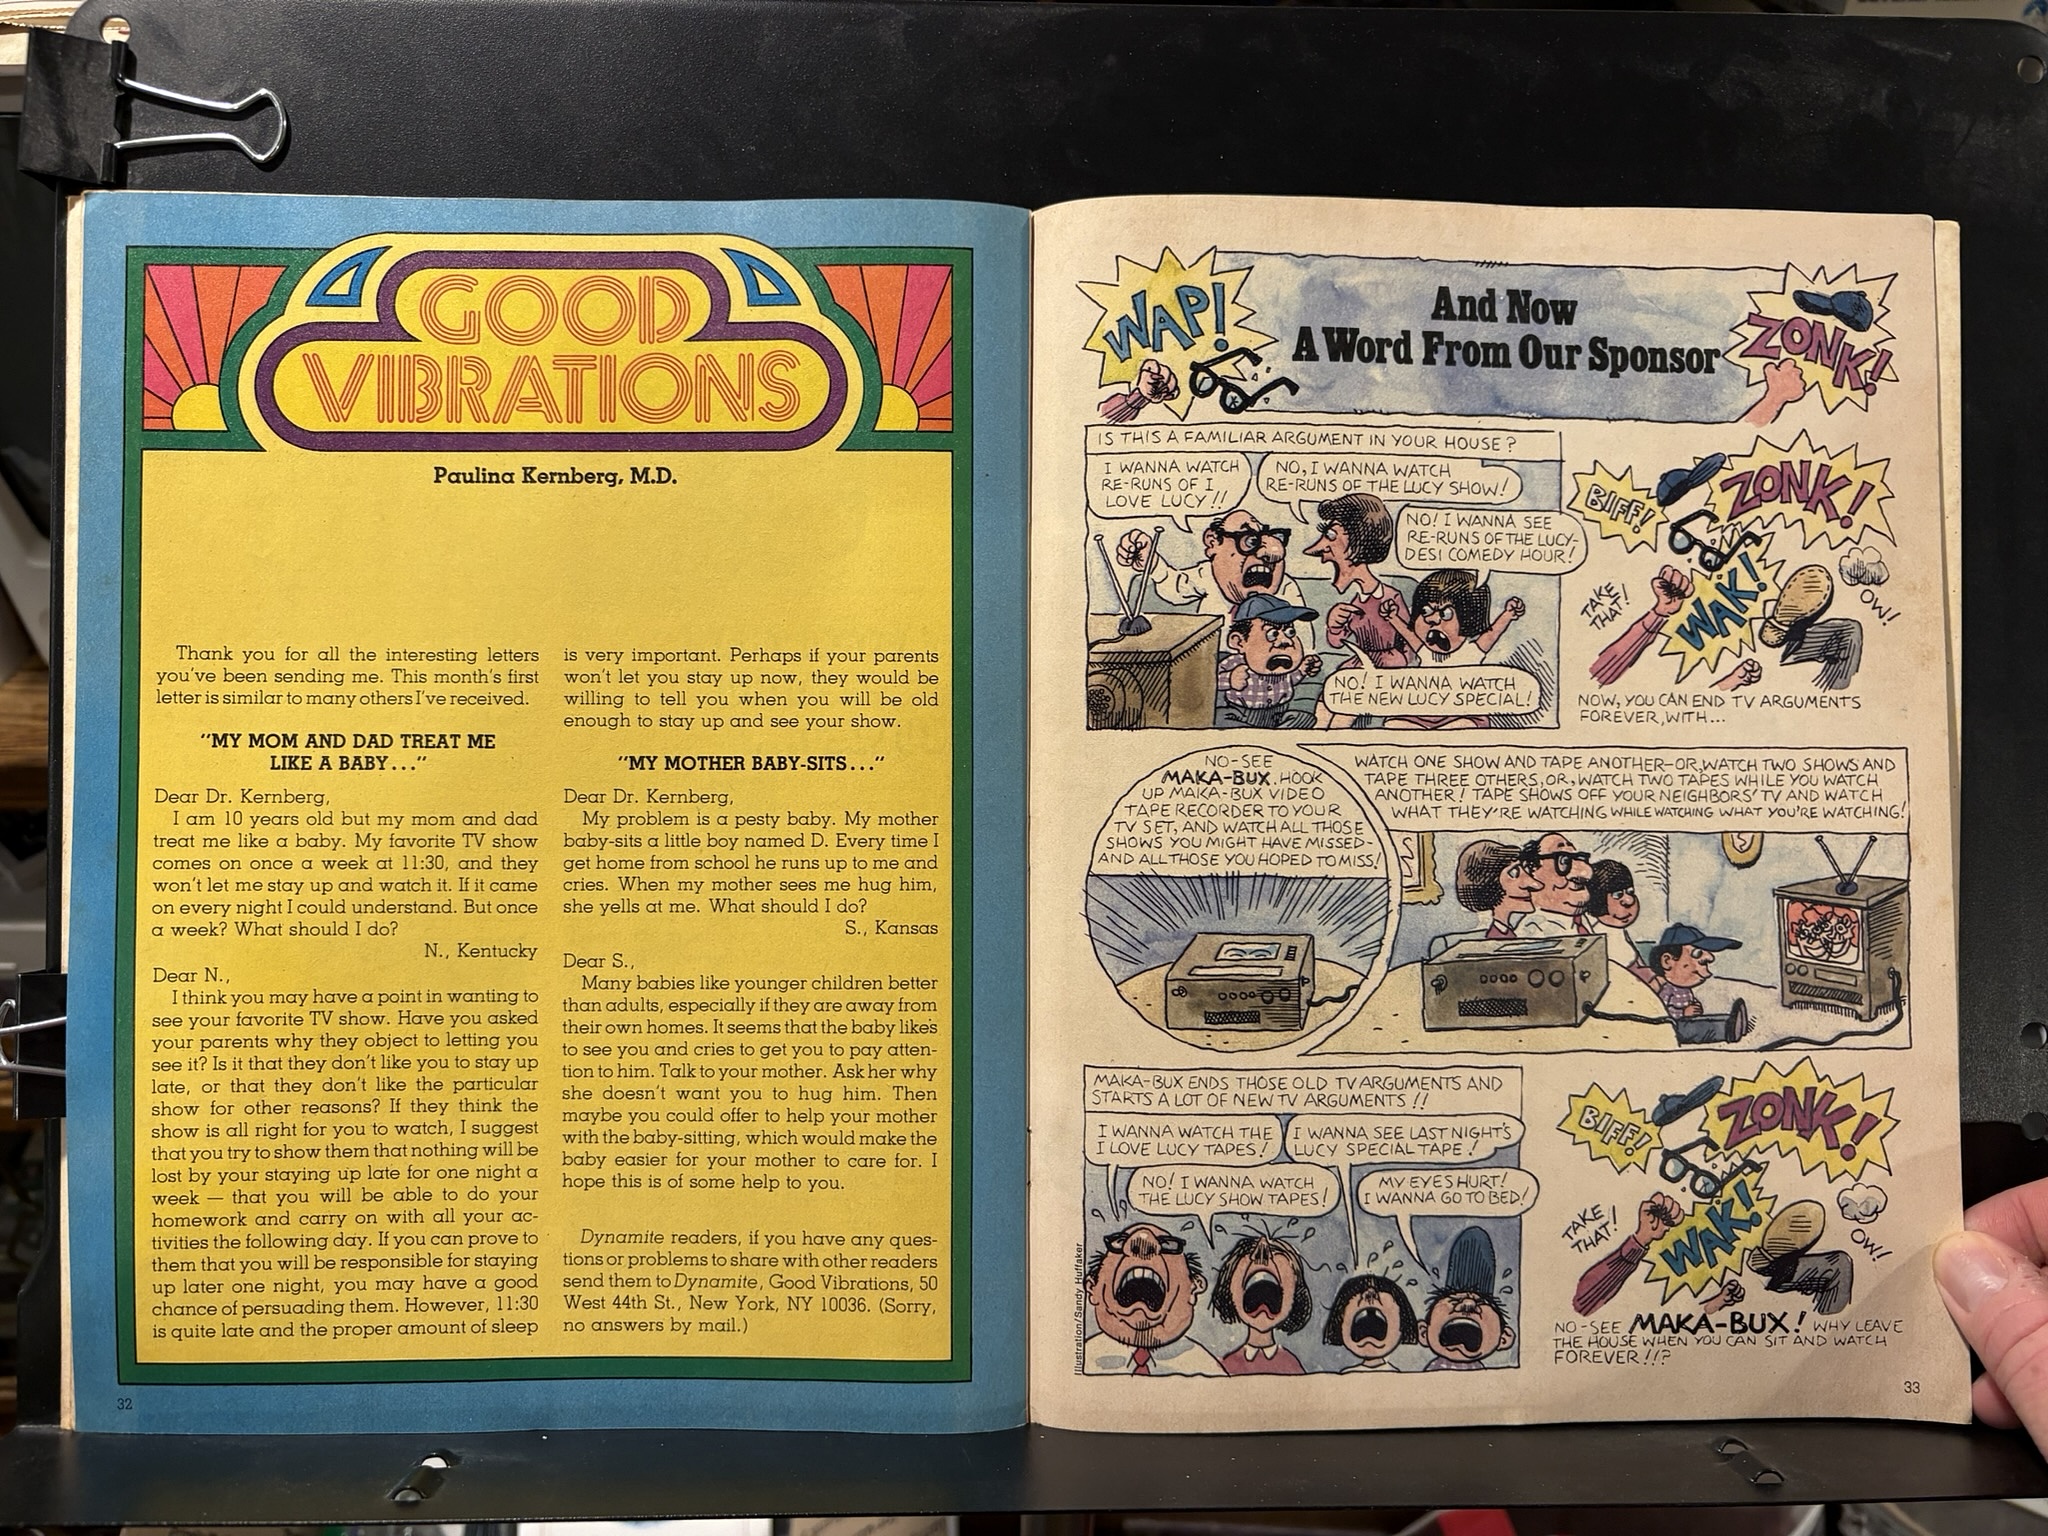 GOOD
VIBRATIONS
Paulina Kernberg, M.D.
Thank you for all the interesting letters
you've been sending me. This month's first
letter is similar to many others I've received.
"MY MOM AND DAD TREAT ME
LIKE A BABY..."
Dear Dr. Kernberg,
I am 10 years old but my mom and dad
treat me like a baby. My favorite TV show
comes on once a week at 11:30, and they
won't let me stay up and watch it. If it came
on every night I could understand. But once
a week? What should I do?
N., Kentucky
Dear N.,
I think you may have a point in wanting to
see your favorite TV show. Have you asked
your parents why they object to letting you
see it? Is it that they don't like you to stay up
late, or that they don't like the particular
show for other reasons? If they think the
show is all right for you to watch, I suggest
that you try to show them that nothing will be
lost by your staying up late for one night a
week — that you will be able to do your
homework and carry on with all your ac-
tivities the following day. If you can prove to
them that you will be responsible for staying
up later one night, you may have a good
chance of persuading them. However, 11:30
is quite late and the proper amount of sleep
is very important. Perhaps if your parents
won't let you stay up now, they would be
willing to tell you when you will be old
enough to stay up and see your show.
"MY MOTHER BABY-SITS..."
Dear Dr. Kernberg,
My problem is a pesty baby. My mother
baby-sits a little boy named D. Every time I
get home from school he runs up to me and
cries. When my mother sees me hug him,
she yells at me. What should I do?
S., Kansas
Dear S.,
Many babies like younger children better
than adults, especially if they are away from
their own homes. It seems that the baby likes
to see you and cries to get you to pay atten-
tion to him. Talk to your mother. Ask her why
she doesn't want you to hug him. Then
maybe you could offer to help your mother
with the baby-sitting, which would make the
baby easier for your mother to care for. I
hope this is of some help to you.
Dynamite readers, if you have any ques-
tions or problems to share with other readers
send them to Dynamite, Good Vibrations, 50
West 44th St., New York, NY 10036. (Sorry,
no answers by mail.)
32
WAP!
And Now
A Word From Our Sponsor
ZONK!
IS THIS A FAMILIAR ARGUMENT IN YOUR HOUSE?
I WANNA WATCH
RE-RUNS OF I
LOVE LUCY!!
NO, I WANNA WATCH
RE-RUNS OF THE LUCY SHOW!
NO! I WANNA SEE
RE-RUNS OF THE LUCY-
DESI COMEDY HOUR!
NO! I WANNA WATCH
THE NEW LUCY SPECIAL!
BIFF!
ZONK!
WAK!
TAKE
THAT!
OW!
NOW, YOU CAN END TV ARGUMENTS
FOREVER, WITH...
NO-SEE
MAKA-BUX. HOOK
UP MAKA-BUX VIDEO
TAPE RECORDER TO YOUR
TV SET, AND WATCH ALL THOSE
SHOWS YOU MIGHT HAVE MISSED-
AND ALL THOSE YOU HOPED TO MISS!
WATCH ONE SHOW AND TAPE ANOTHER-OR, WATCH TWO SHOWS AND
TAPE THREE OTHERS, OR, WATCH TWO TAPES WHILE YOU WATCH
ANOTHER! TAPE SHOWS OFF YOUR NEIGHBORS' TV AND WATCH
WHAT THEY'RE WATCHING WHILE WATCHING WHAT YOU'RE WATCHING!
MAKA-BUX ENDS THOSE OLD TV ARGUMENTS AND
STARTS A LOT OF NEW TV ARGUMENTS!!
I WANNA WATCH THE
I LOVE LUCY TAPES!
I WANNA SEE LAST NIGHT'S
LUCY SPECIAL TAPE!
NO! I WANNA WATCH
THE LUCY SHOW TAPES!
MY EYES HURT!
I WANNA GO TO BED!
Illustration/Sandy Huffaker
BIFF!
ZONK!
WAK!
TAKE
THAT!
OW!
NO-SEE MAKA-BUX! WHY LEAVE
THE HOUSE WHEN YOU CAN SIT AND WATCH
FOREVER!!?
33